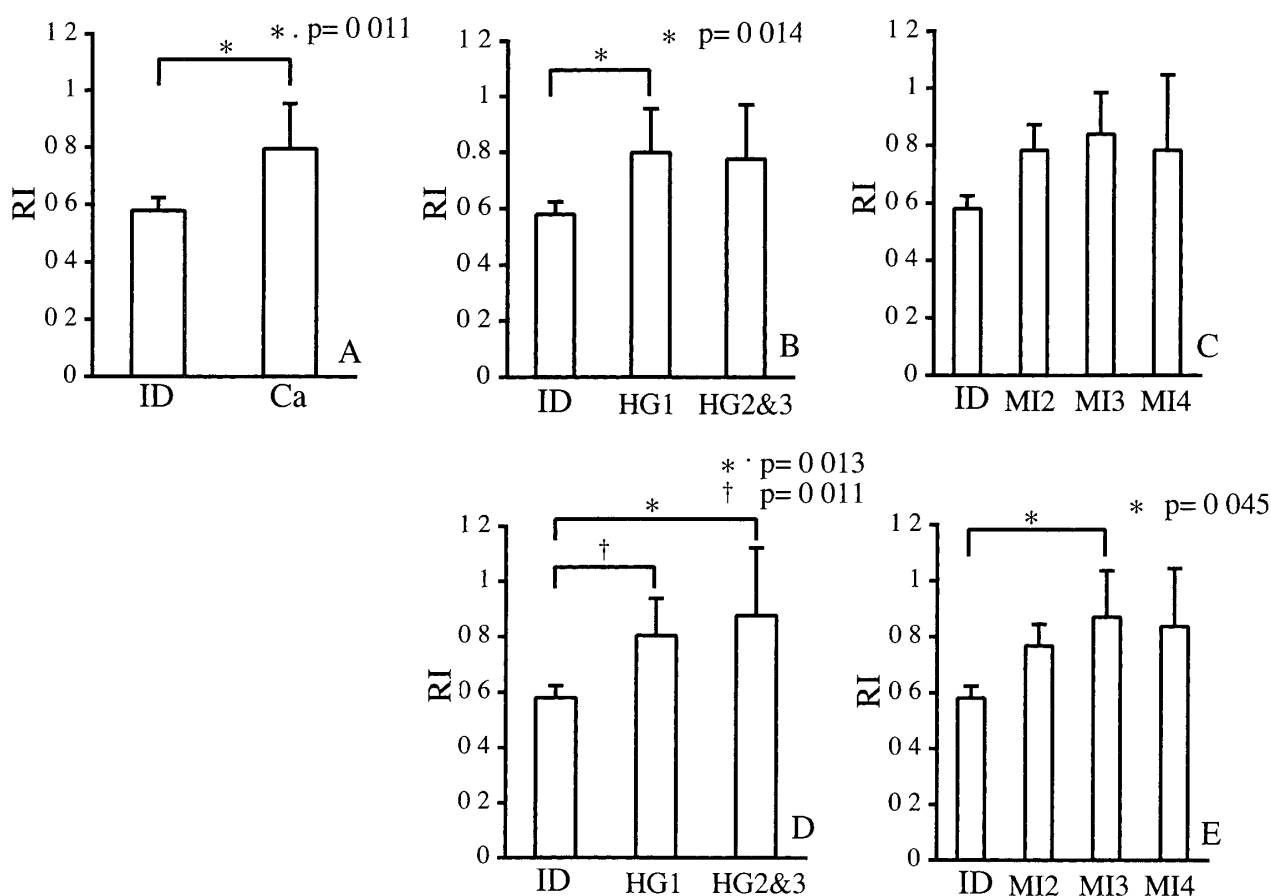 * . p= 0 011
*
1 2
1
0 8
0 6
0 4
0 2
0
RI
ID Ca
A
* p= 0 014
*
1 2
1
0.8
0 6
0 4
0 2
0
RI
ID HG1 HG2&3
B
1 2
1
0.8
0 6
0 4
0 2
0
RI
ID MI2 MI3 MI4
C
* · p= 0 013
† p= 0 011
*
†
1 2
1
0.8
0 6
0 4
0 2
0
RI
ID HG1 HG2&3
D
* p= 0 045
*
1 2
1
0.8
0 6
0 4
0 2
0
RI
ID MI2 MI3 MI4
E